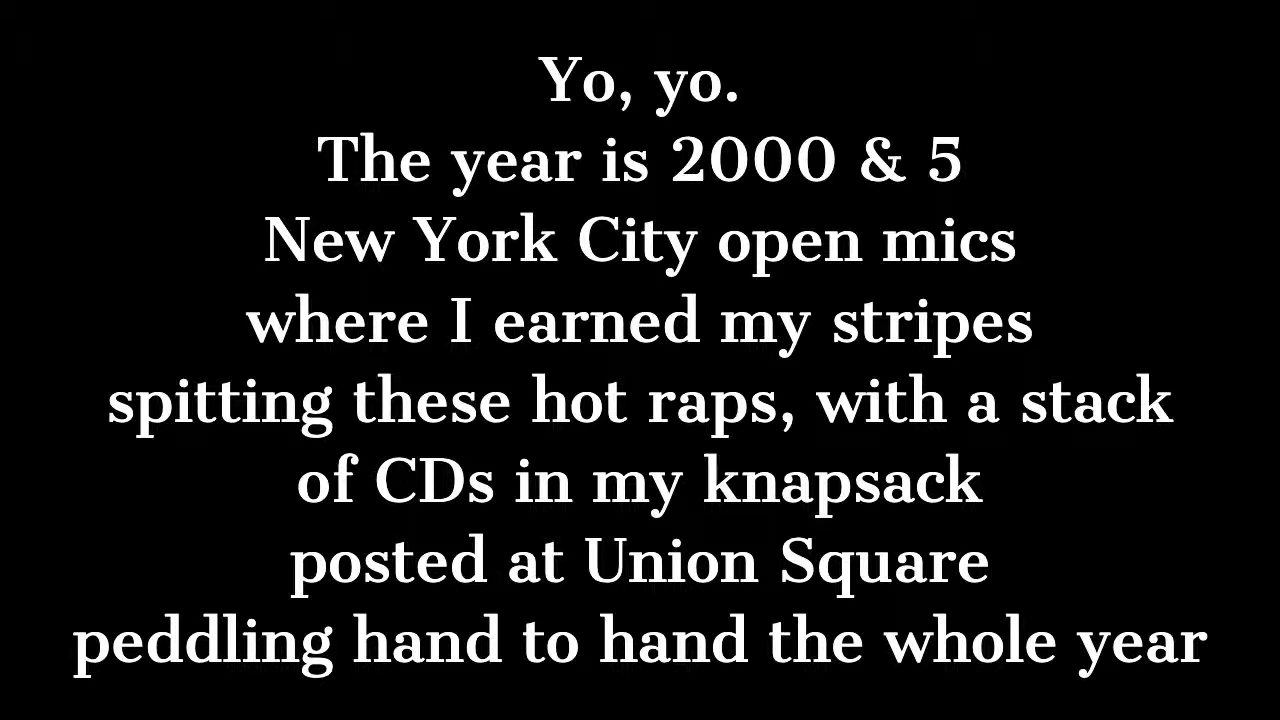 Yo, yo.
The year is 2000 & 5
New York City open mics
where I earned my stripes
spitting these hot raps, with a stack
of CDs in my knapsack
posted at Union Square
peddling hand to hand the whole year